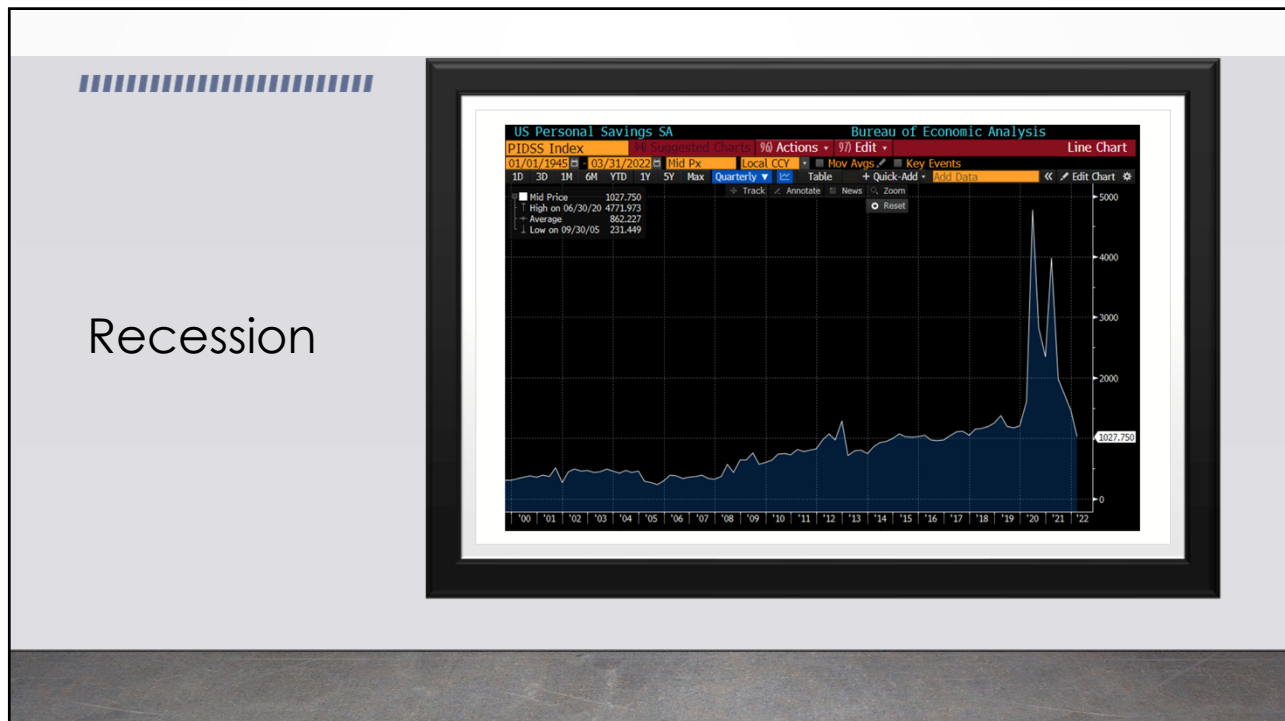 Recession
US Personal Savings SA Bureau of Economic Analysis
PIDSS Index 94) Suggested Charts 96) Actions 97) Edit Line Chart
01/01/1945 - 03/31/2022 Mid Px Local CCY Mov Avgs Key Events
1D 3D 1M 6M YTD 1Y 5Y Max Quarterly ▼ Table + Quick-Add Add Data « Edit Chart
Track Annotate News Zoom
Reset
Mid Price 1027.750
High on 06/30/20 4771.973
Average 862.227
Low on 09/30/05 231.449
5000
4000
3000
2000
1027.750
0
'00 '01 '02 '03 '04 '05 '06 '07 '08 '09 '10 '11 '12 '13 '14 '15 '16 '17 '18 '19 '20 '21 '22